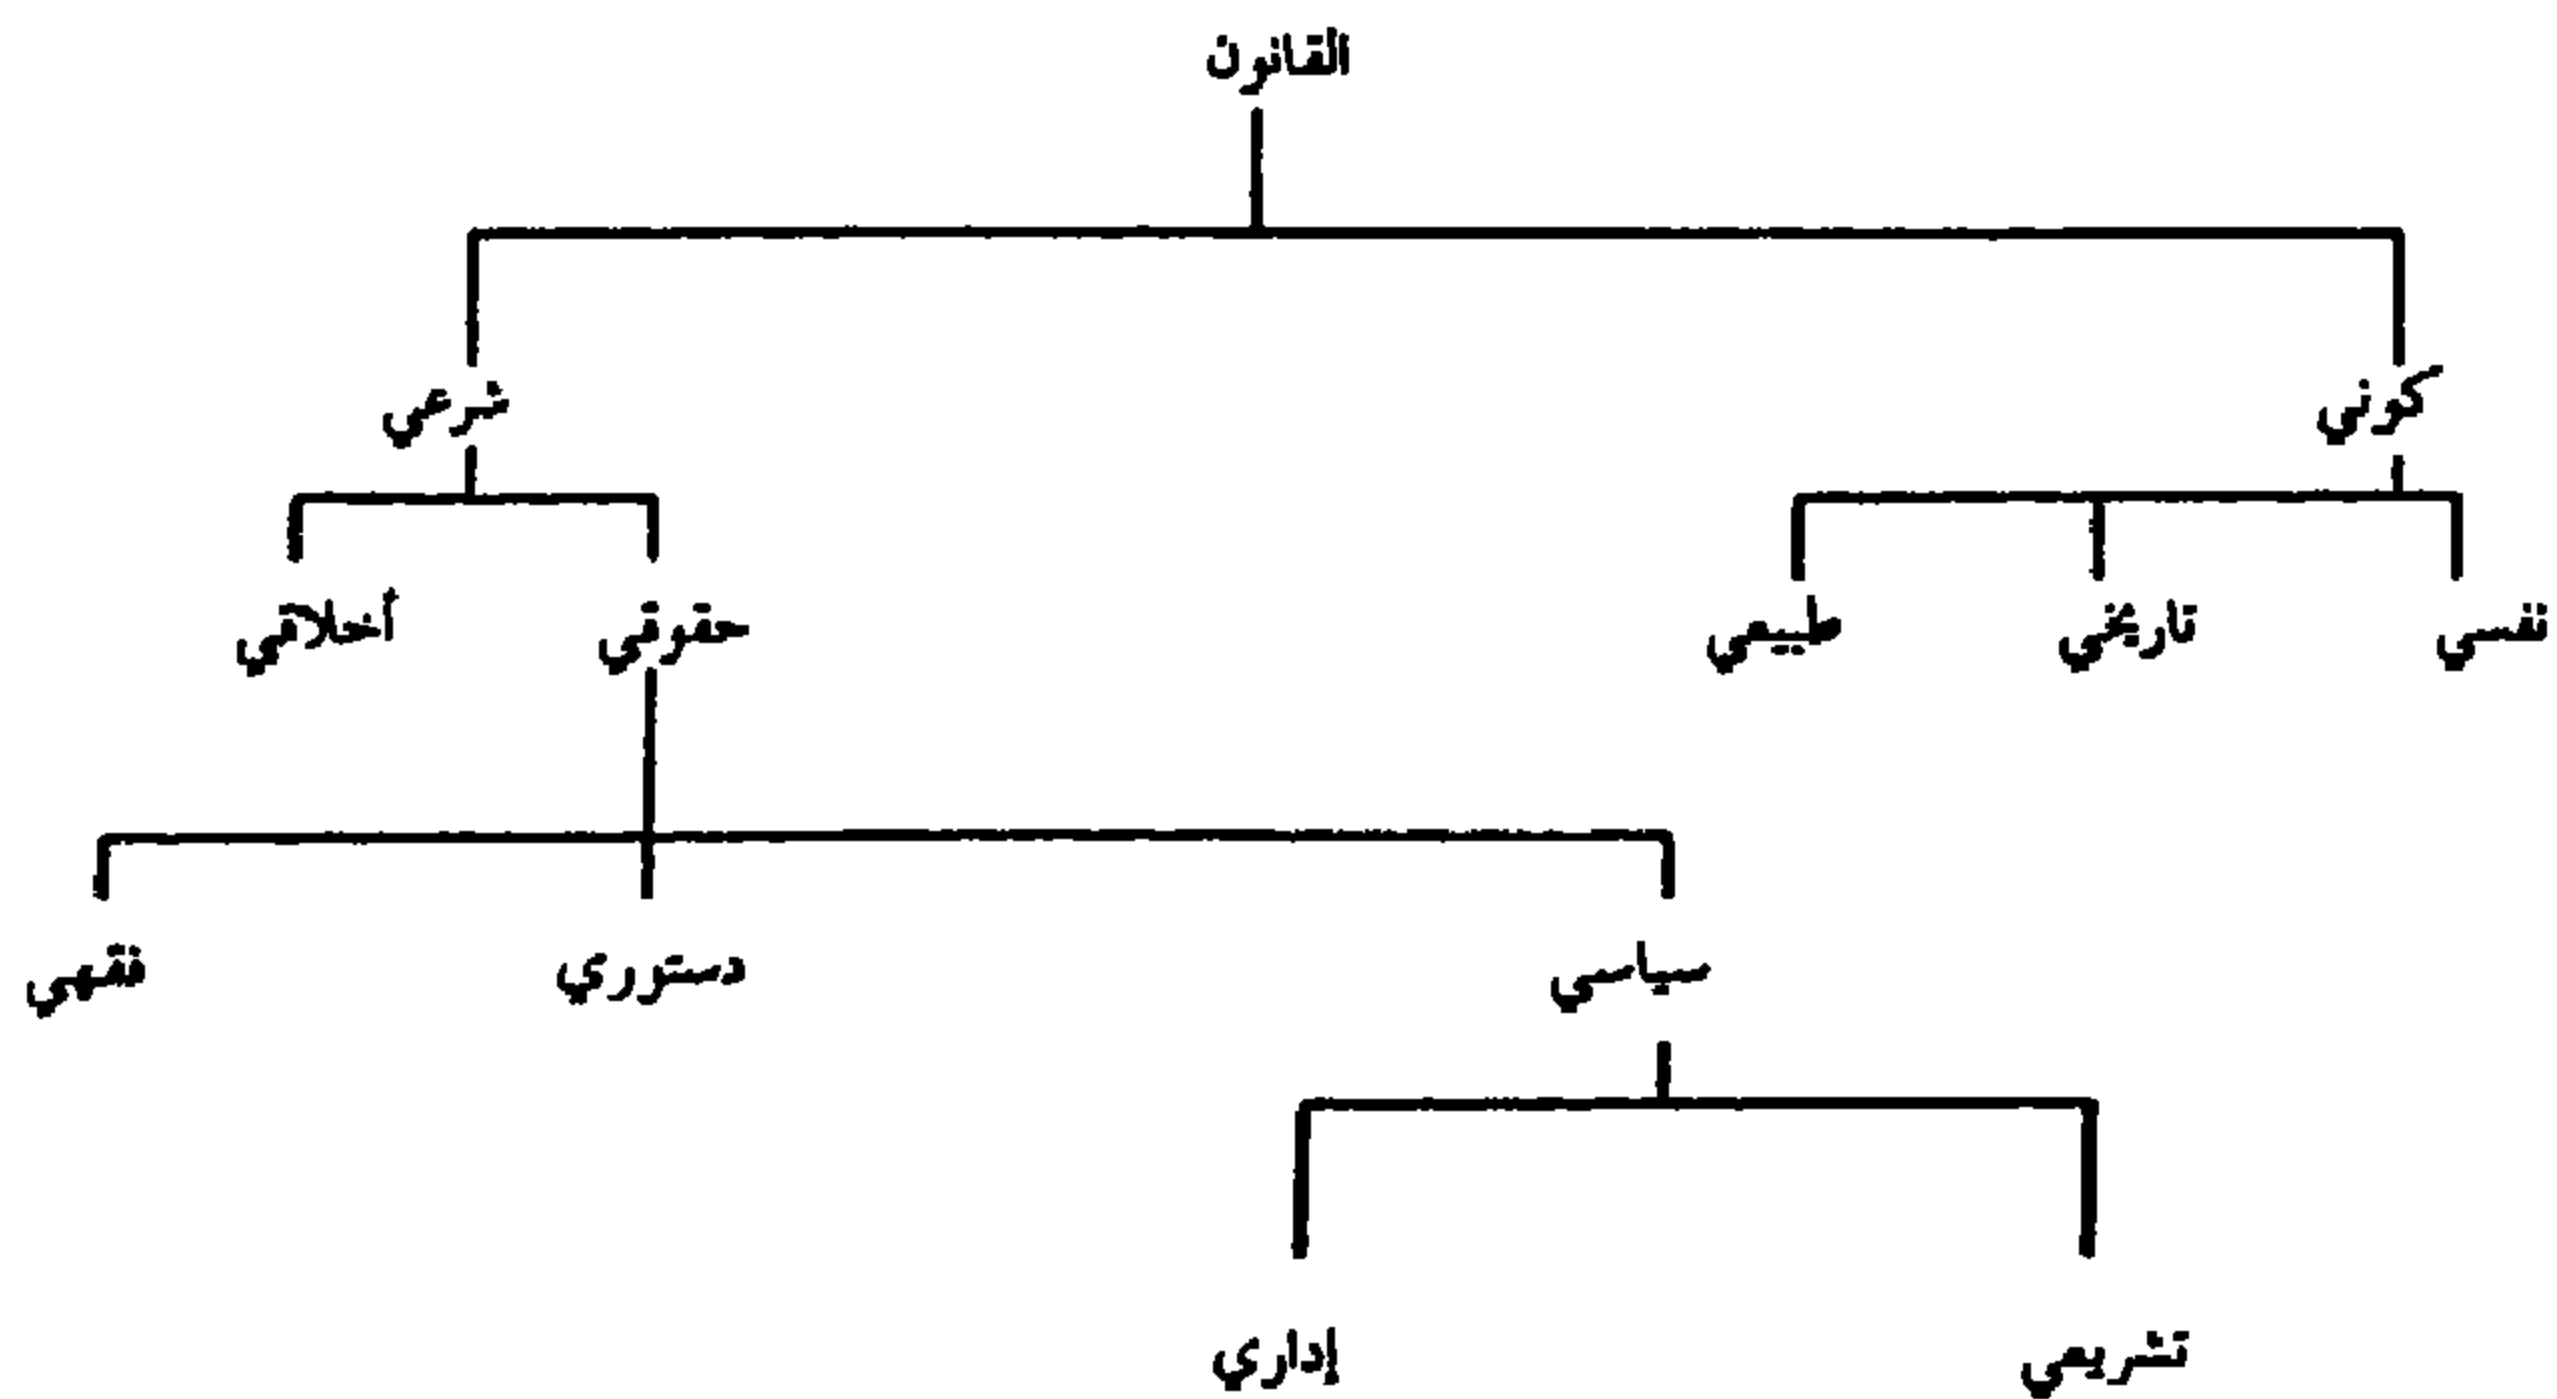 القانون
كوني شرعي
نفسي تاريخي طبيعي حقوقي أخلاقي
سياسي دستوري فقهي
تشريعي إداري